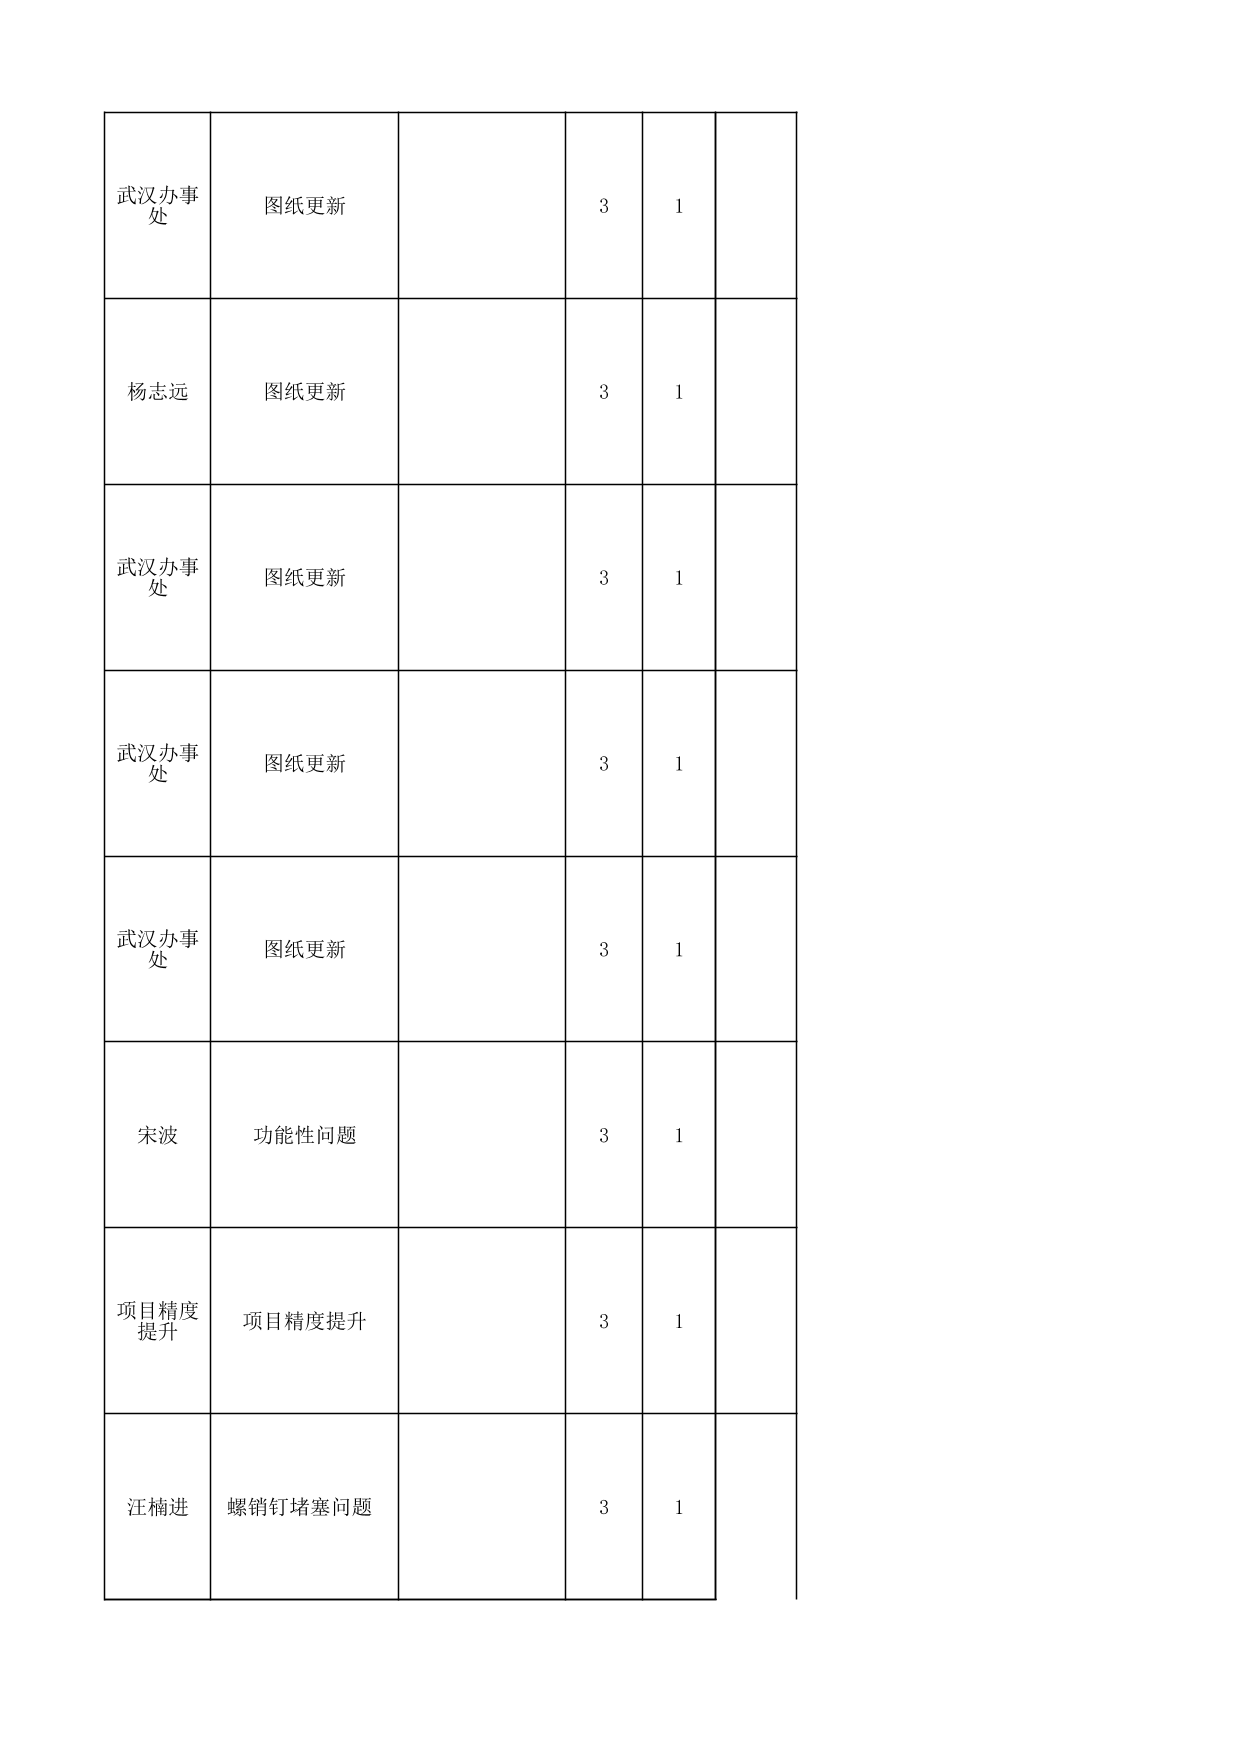 武汉办事
处
图纸更新
3
1
杨志远
图纸更新
3
1
武汉办事
处
图纸更新
3
1
武汉办事
处
图纸更新
3
1
武汉办事
处
图纸更新
3
1
宋波
功能性问题
3
1
项目精度
提升
项目精度提升
3
1
汪楠进
螺销钉堵塞问题
3
1